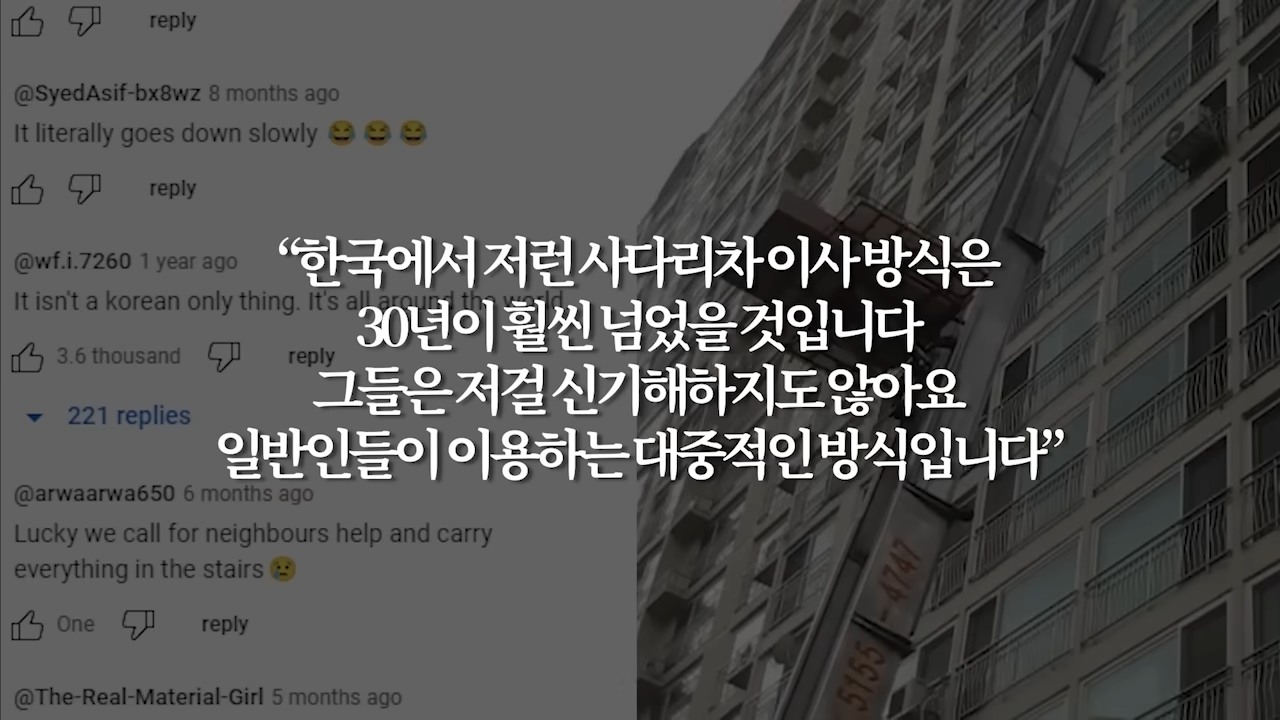 reply
@SyedAsif-bx8wz 8 months ago
It literally goes down slowly 😂 😂 😂
reply
@wf.i.7260 1 year ago
It isn't a korean only thing. It's all around the world
3.6 thousand reply
221 replies
@arwaarwa650 6 months ago
Lucky we call for neighbours help and carry
everything in the stairs 😢
One reply
@The-Real-Material-Girl 5 months ago
“한국에서 저런 사다리차 이사 방식은
30년이 훨씬 넘었을 것입니다
그들은 저걸 신기해하지도 않아요
일반인들이 이용하는 대중적인 방식입니다”
5155-4747